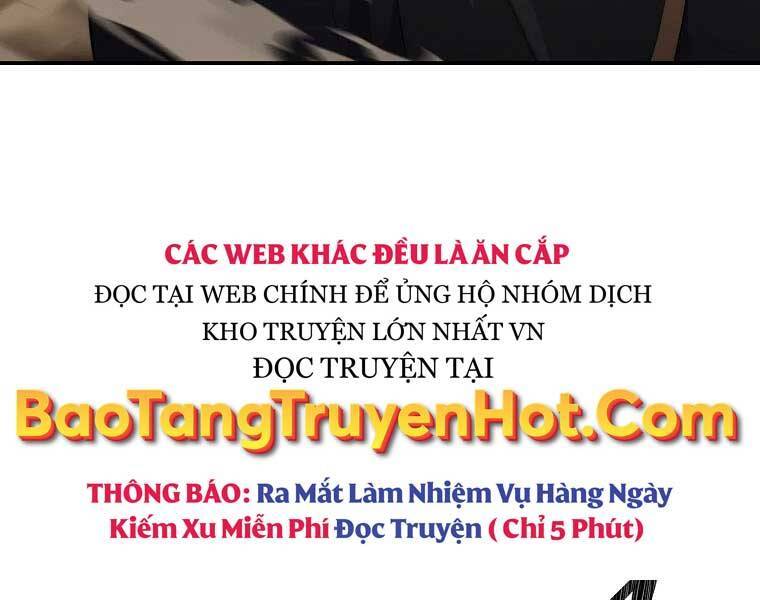 CÁC WEB KHÁC ĐỀU LÀ ĂN CẮP
ĐỌC TẠI WEB CHÍNH ĐỂ ỦNG HỘ NHÓM DỊCH
KHO TRUYỆN LỚN NHẤT VN
ĐỌC TRUYỆN TẠI
BaoTangTruyenHot.Com
THÔNG BÁO: Ra Mắt Làm Nhiệm Vụ Hàng Ngày
Kiếm Xu Miễn Phí Đọc Truyện ( Chỉ 5 Phút)